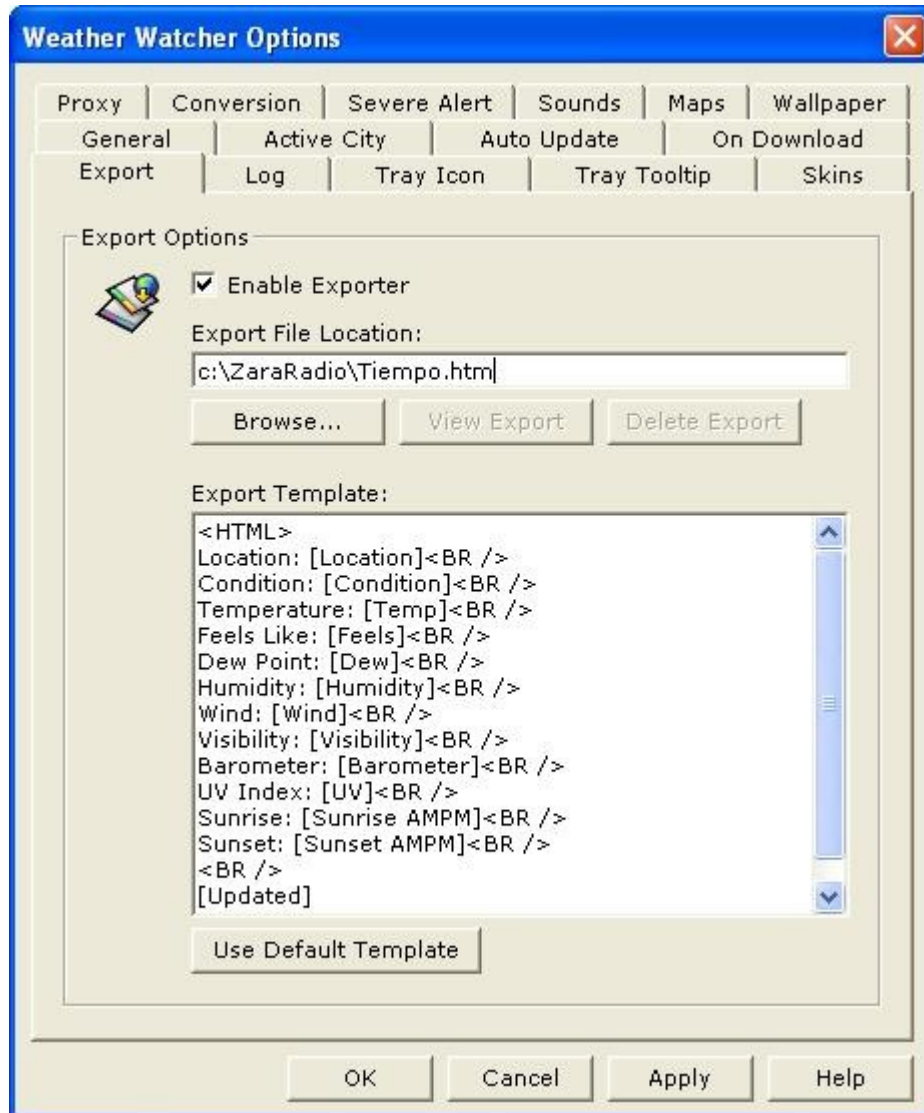 Weather Watcher Options
Proxy Conversion Severe Alert Sounds Maps Wallpaper
General Active City Auto Update On Download
Export Log Tray Icon Tray Tooltip Skins
Export Options
Enable Exporter
Export File Location:
c:\ZaraRadio\Tiempo.htm
Browse... View Export Delete Export
Export Template:
<HTML>
Location: [Location]<BR />
Condition: [Condition]<BR />
Temperature: [Temp]<BR />
Feels Like: [Feels]<BR />
Dew Point: [Dew]<BR />
Humidity: [Humidity]<BR />
Wind: [Wind]<BR />
Visibility: [Visibility]<BR />
Barometer: [Barometer]<BR />
UV Index: [UV]<BR />
Sunrise: [Sunrise AMPM]<BR />
Sunset: [Sunset AMPM]<BR />
<BR />
[Updated]
Use Default Template
OK Cancel Apply Help